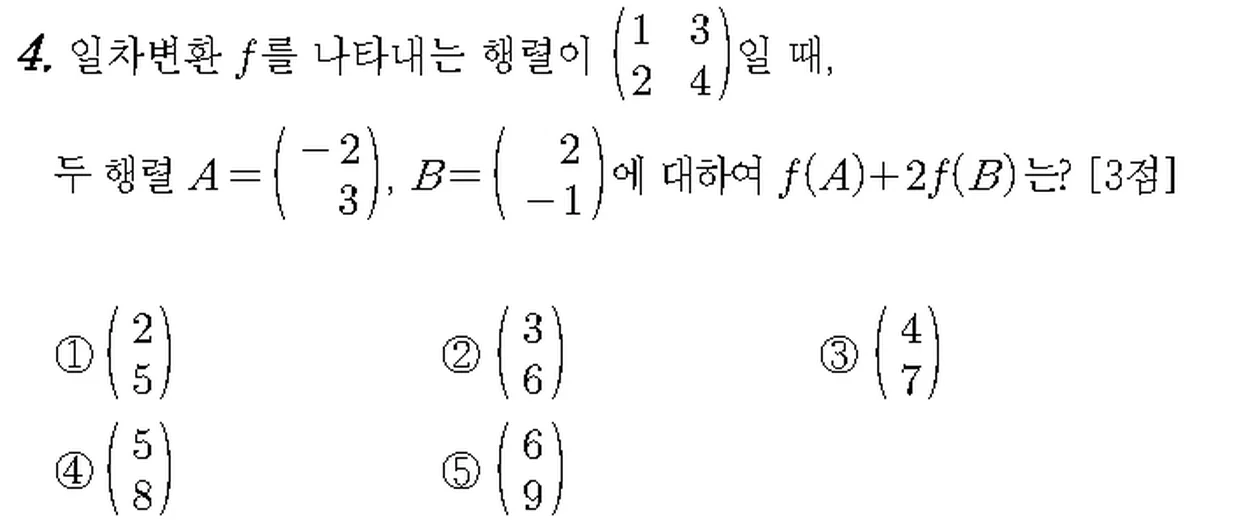 4. 일차변환 f를 나타내는 행렬이 (1 3
2 4)일 때,
두 행렬 A=(-2
3), B=(2
-1)에 대하여 f(A)+2f(B)는? [3점]
① (2
5) ② (3
6) ③ (4
7)
④ (5
8) ⑤ (6
9)